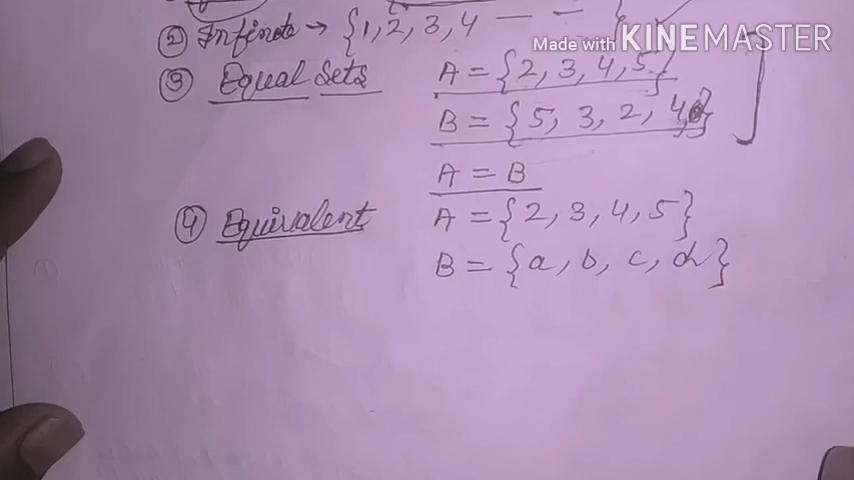 ② Infinite → {1, 2, 3, 4 — — }
Made with KINEMASTER
③ Equal Sets A = {2, 3, 4, 5}
B = {5, 3, 2, 4}
A = B
④ Equivalent A = {2, 3, 4, 5}
B = {a, b, c, d}